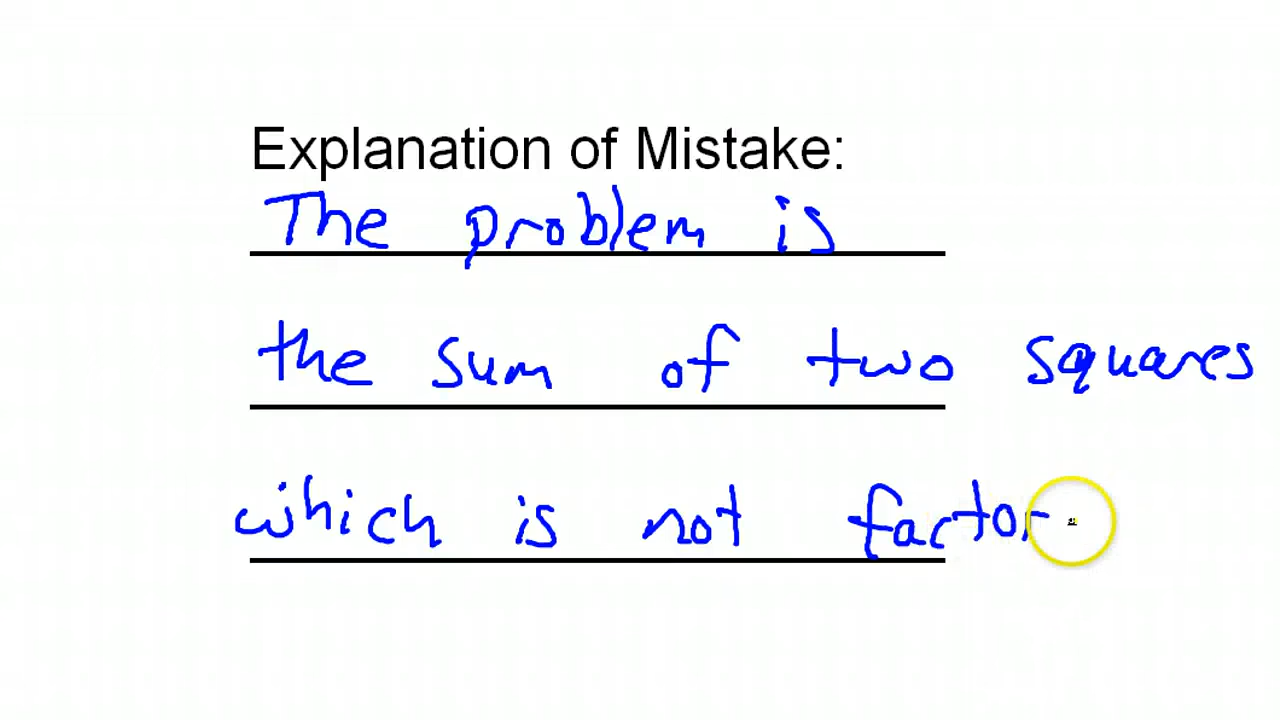 Explanation of Mistake:
The problem is
the sum of two squares
which is not factor